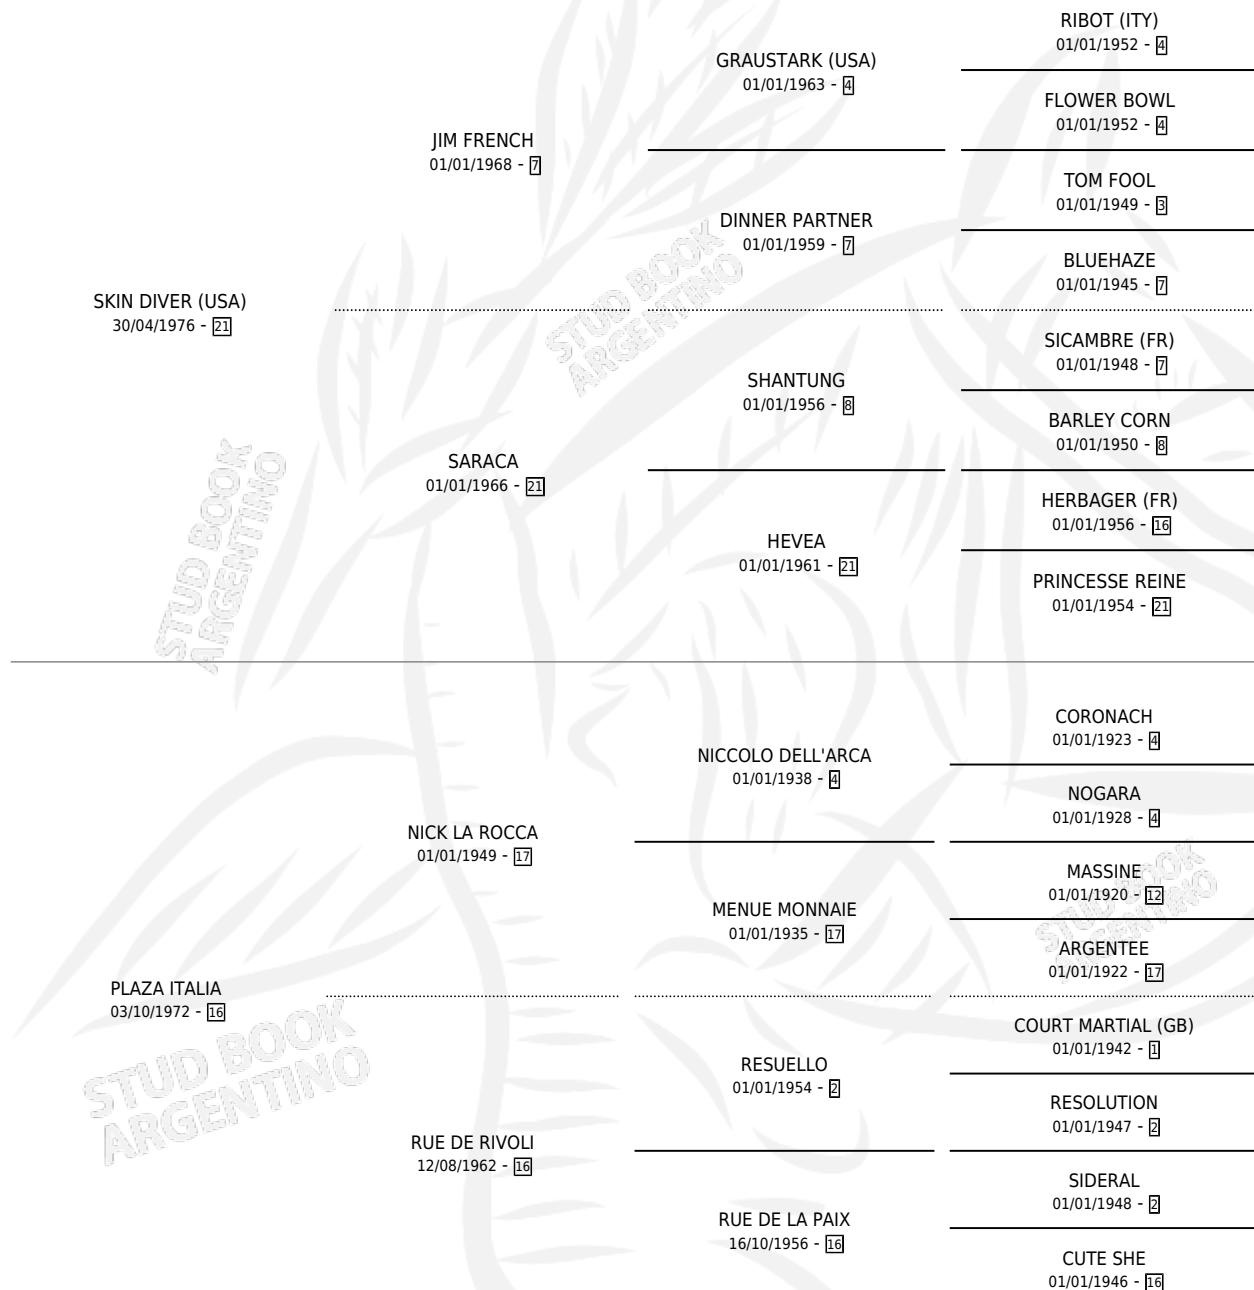 RIBOT (ITY)
01/01/1952 - 4
GRAUSTARK (USA)
01/01/1963 - 4
FLOWER BOWL
01/01/1952 - 4
JIM FRENCH
01/01/1968 - 7
TOM FOOL
01/01/1949 - 3
DINNER PARTNER
01/01/1959 - 7
BLUEHAZE
01/01/1945 - 7
SKIN DIVER (USA)
30/04/1976 - 21
STUD BOOK
ARGENTINO
SICAMBRE (FR)
01/01/1948 - 7
SHANTUNG
01/01/1956 - 8
BARLEY CORN
01/01/1950 - 8
SARACA
01/01/1966 - 21
HERBAGER (FR)
01/01/1956 - 16
HEVEA
01/01/1961 - 21
PRINCESSE REINE
01/01/1954 - 21
STUD BOOK
ARGENTINO
CORONACH
01/01/1923 - 4
NICCOLO DELL'ARCA
01/01/1938 - 4
NOGARA
01/01/1928 - 4
NICK LA ROCCA
01/01/1949 - 17
MASSINE
01/01/1920 - 12
MENUE MONNAIE
01/01/1935 - 17
STUD BOOK
ARGENTINO
ARGENTEE
01/01/1922 - 17
PLAZA ITALIA
03/10/1972 - 16
STUD BOOK
ARGENTINO
COURT MARTIAL (GB)
01/01/1942 - 1
RESUELLO
01/01/1954 - 2
RESOLUTION
01/01/1947 - 2
RUE DE RIVOLI
12/08/1962 - 16
SIDERAL
01/01/1948 - 2
RUE DE LA PAIX
16/10/1956 - 16
CUTE SHE
01/01/1946 - 16